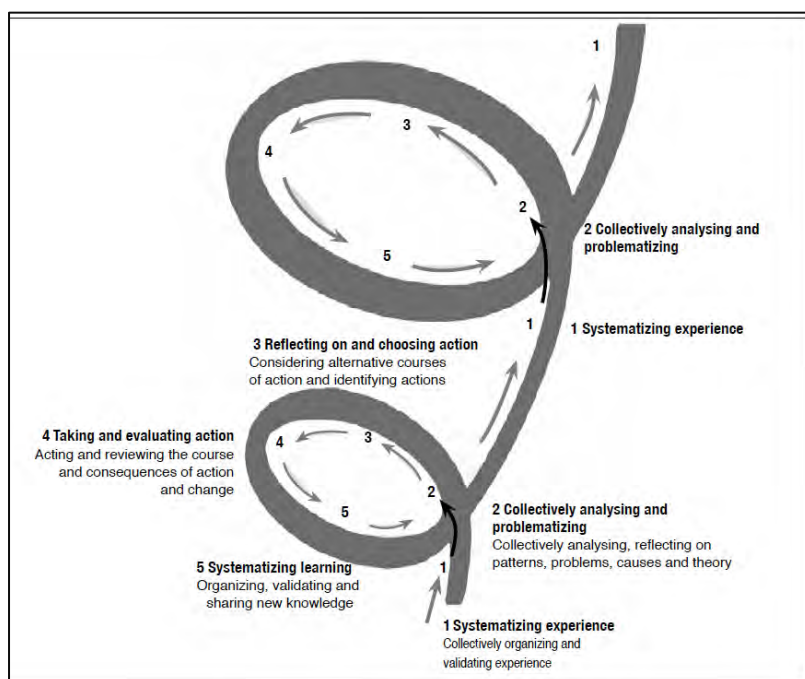 1
3
4
2
5
2 Collectively analysing and
problematizing
1
1 Systematizing experience
3 Reflecting on and choosing action
Considering alternative courses
of action and identifying actions
4 Taking and evaluating action
Acting and reviewing the course
and consequences of action
and change
4
3
2
5
2 Collectively analysing and
problematizing
Collectively analysing, reflecting on
patterns, problems, causes and theory
5 Systematizing learning
Organizing, validating and
sharing new knowledge
1
1 Systematizing experience
Collectively organizing and
validating experience